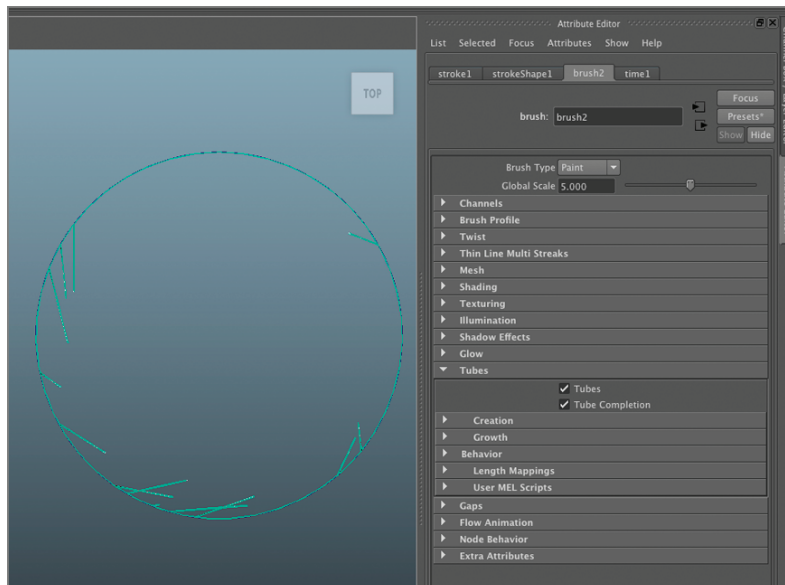 Attribute Editor
List Selected Focus Attributes Show Help
stroke1 strokeShape1 brush2 time1
TOP
Focus
brush: brush2
Presets*
Show Hide
Brush Type Paint
Global Scale 5.000
Channels
Brush Profile
Twist
Thin Line Multi Streaks
Mesh
Shading
Texturing
Illumination
Shadow Effects
Glow
Tubes
Tubes
Tube Completion
Creation
Growth
Behavior
Length Mappings
User MEL Scripts
Gaps
Flow Animation
Node Behavior
Extra Attributes